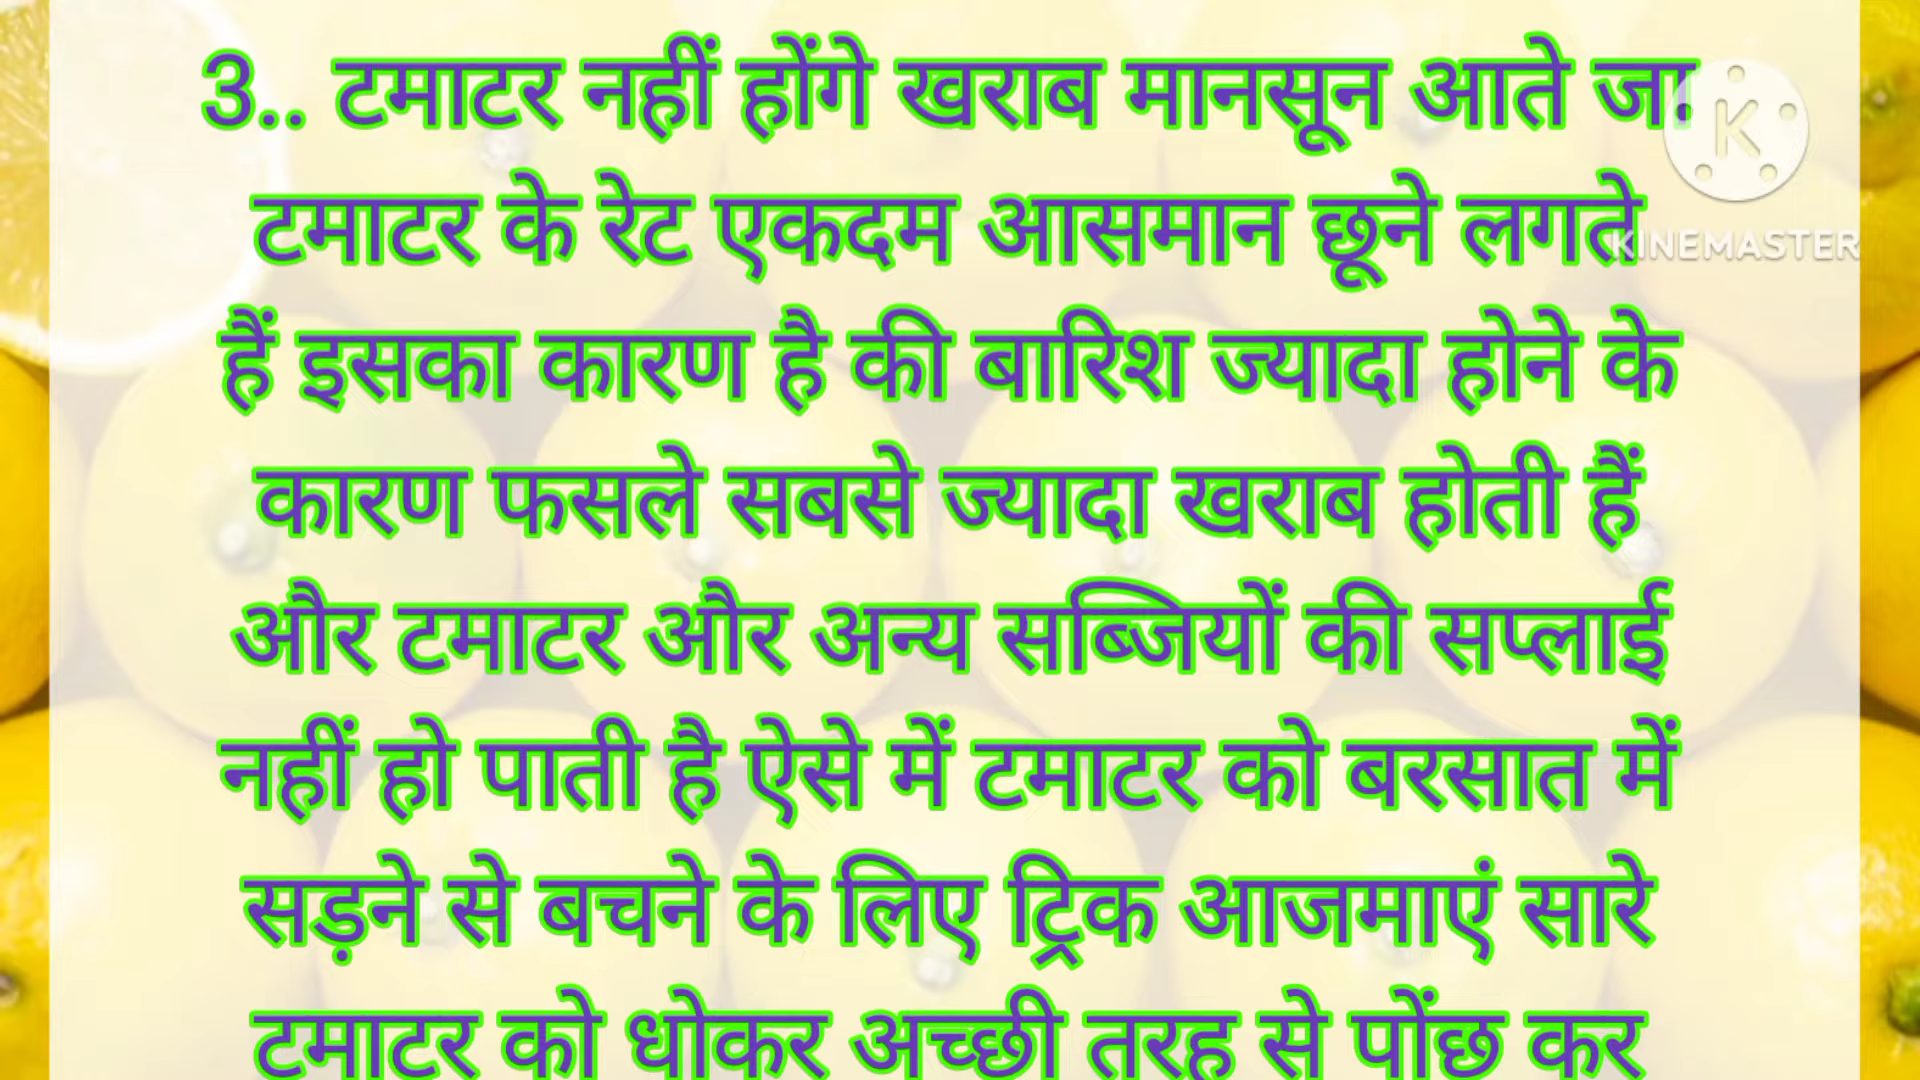 3.. टमाटर नहीं होंगे खराब मानसून आते
टमाटर के रेट एकदम आसमान छूने लगते
हैं इसका कारण है की बारिश ज्यादा होने के
कारण फसले सबसे ज्यादा खराब होती हैं
और टमाटर और अन्य सब्जियों की सप्लाई
नहीं हो पाती है ऐसे में टमाटर को बरसात में
सड़ने से बचने के लिए ट्रिक आजमाएं सारे
टमाटर को धोकर अच्छी तरह से पोंछ कर
K
KINEMASTER